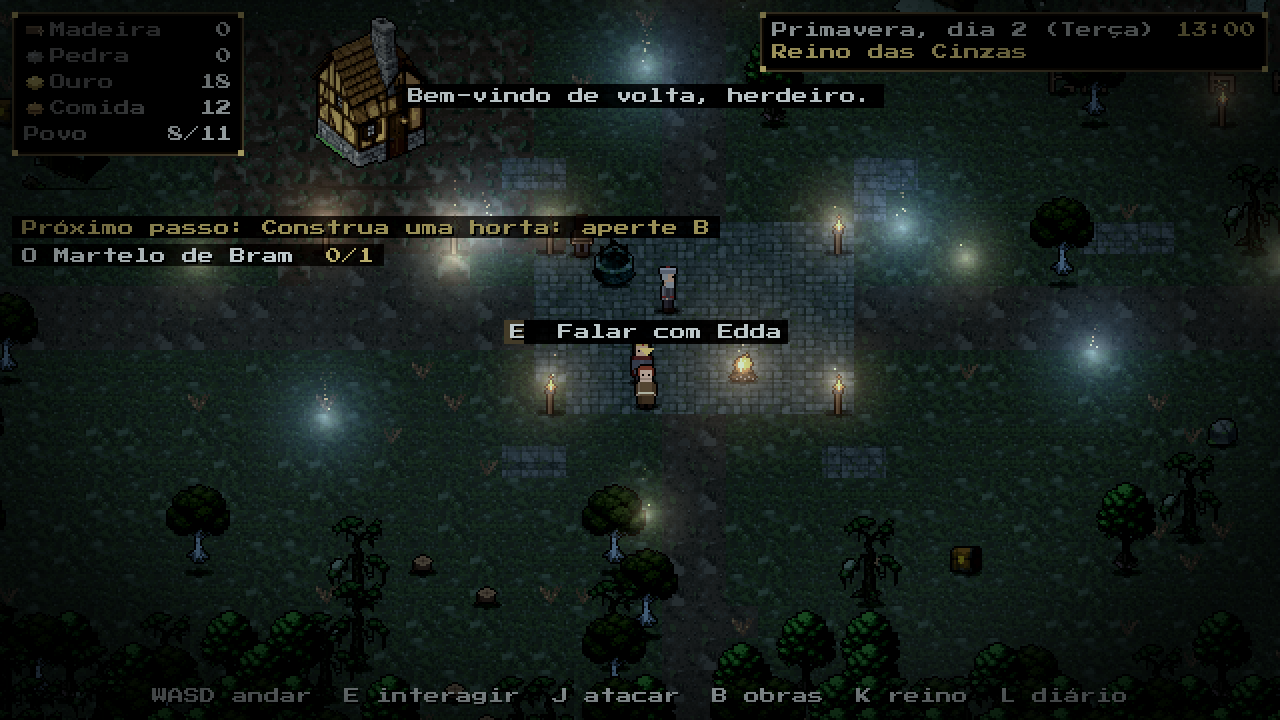 Madeira 0
Pedra 0
Ouro 18
Comida 12
Povo 8/11
Primavera, dia 2 (Terça) 13:00
Reino das Cinzas
Bem-vindo de volta, herdeiro.
Próximo passo: Construa uma horta: aperte B
O Martelo de Bram 0/1
E Falar com Edda
WASD andar E interagir J atacar B obras K reino L diário